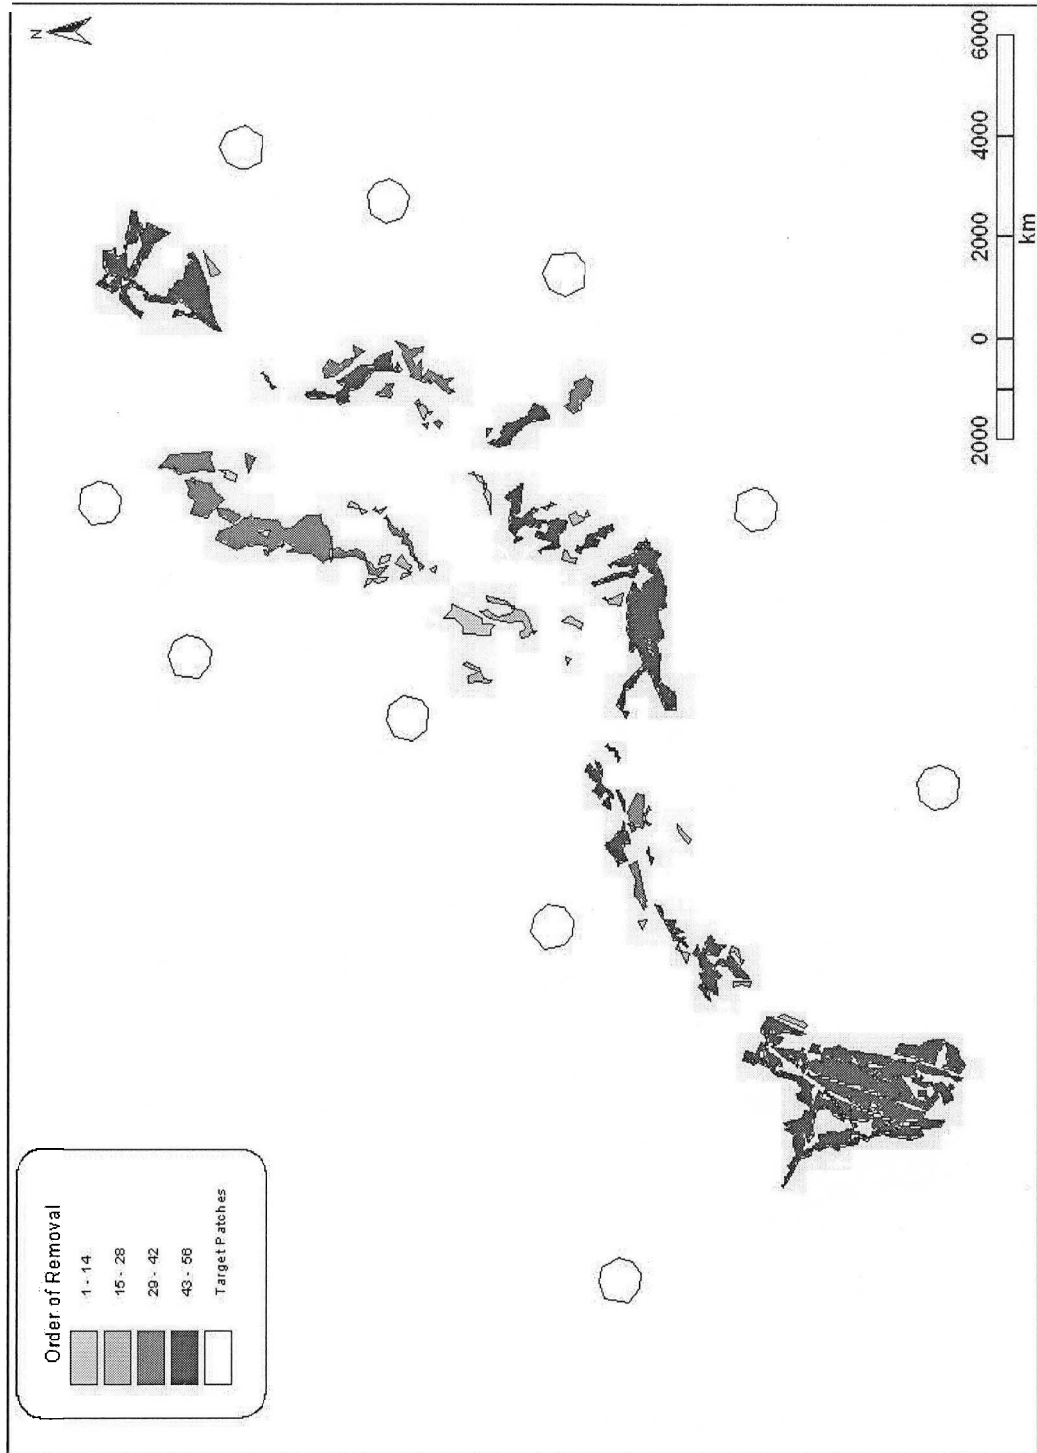 N
Order of Removal
1 - 14
15 - 28
29 - 42
43 - 56
Target Patches
2000 0 2000 4000 6000
km